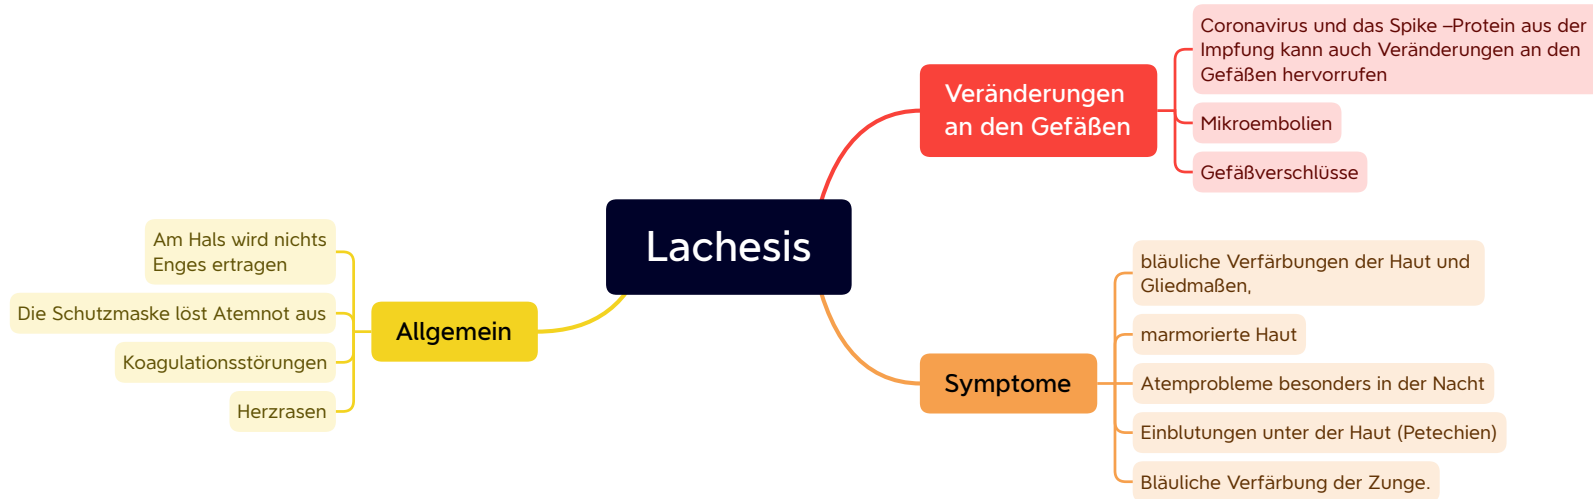 Lachesis
Veränderungen
an den Gefäßen
Coronavirus und das Spike –Protein aus der
Impfung kann auch Veränderungen an den
Gefäßen hervorrufen
Mikroembolien
Gefäßverschlüsse
Symptome
bläuliche Verfärbungen der Haut und
Gliedmaßen,
marmorierte Haut
Atemprobleme besonders in der Nacht
Einblutungen unter der Haut (Petechien)
Bläuliche Verfärbung der Zunge.
Allgemein
Am Hals wird nichts
Enges ertragen
Die Schutzmaske löst Atemnot aus
Koagulationsstörungen
Herzrasen